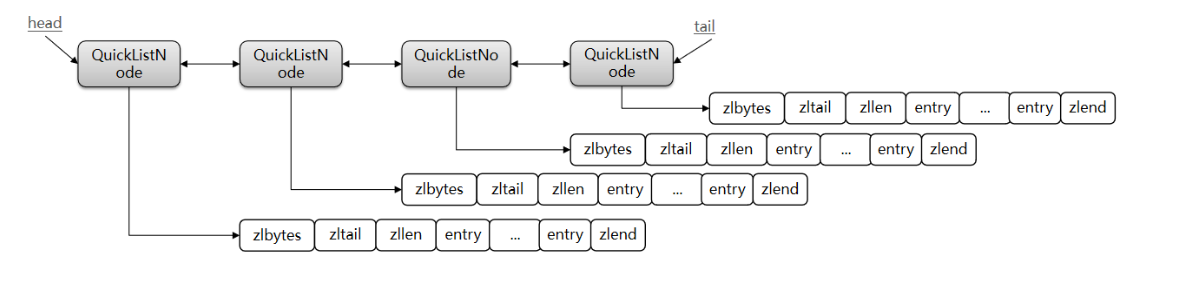 head
tail
QuickListN
ode
QuickListN
ode
QuickListNo
de
QuickListN
ode
zlbytes zltail zllen entry ... entry zlend
zlbytes zltail zllen entry ... entry zlend
zlbytes zltail zllen entry ... entry zlend
zlbytes zltail zllen entry ... entry zlend